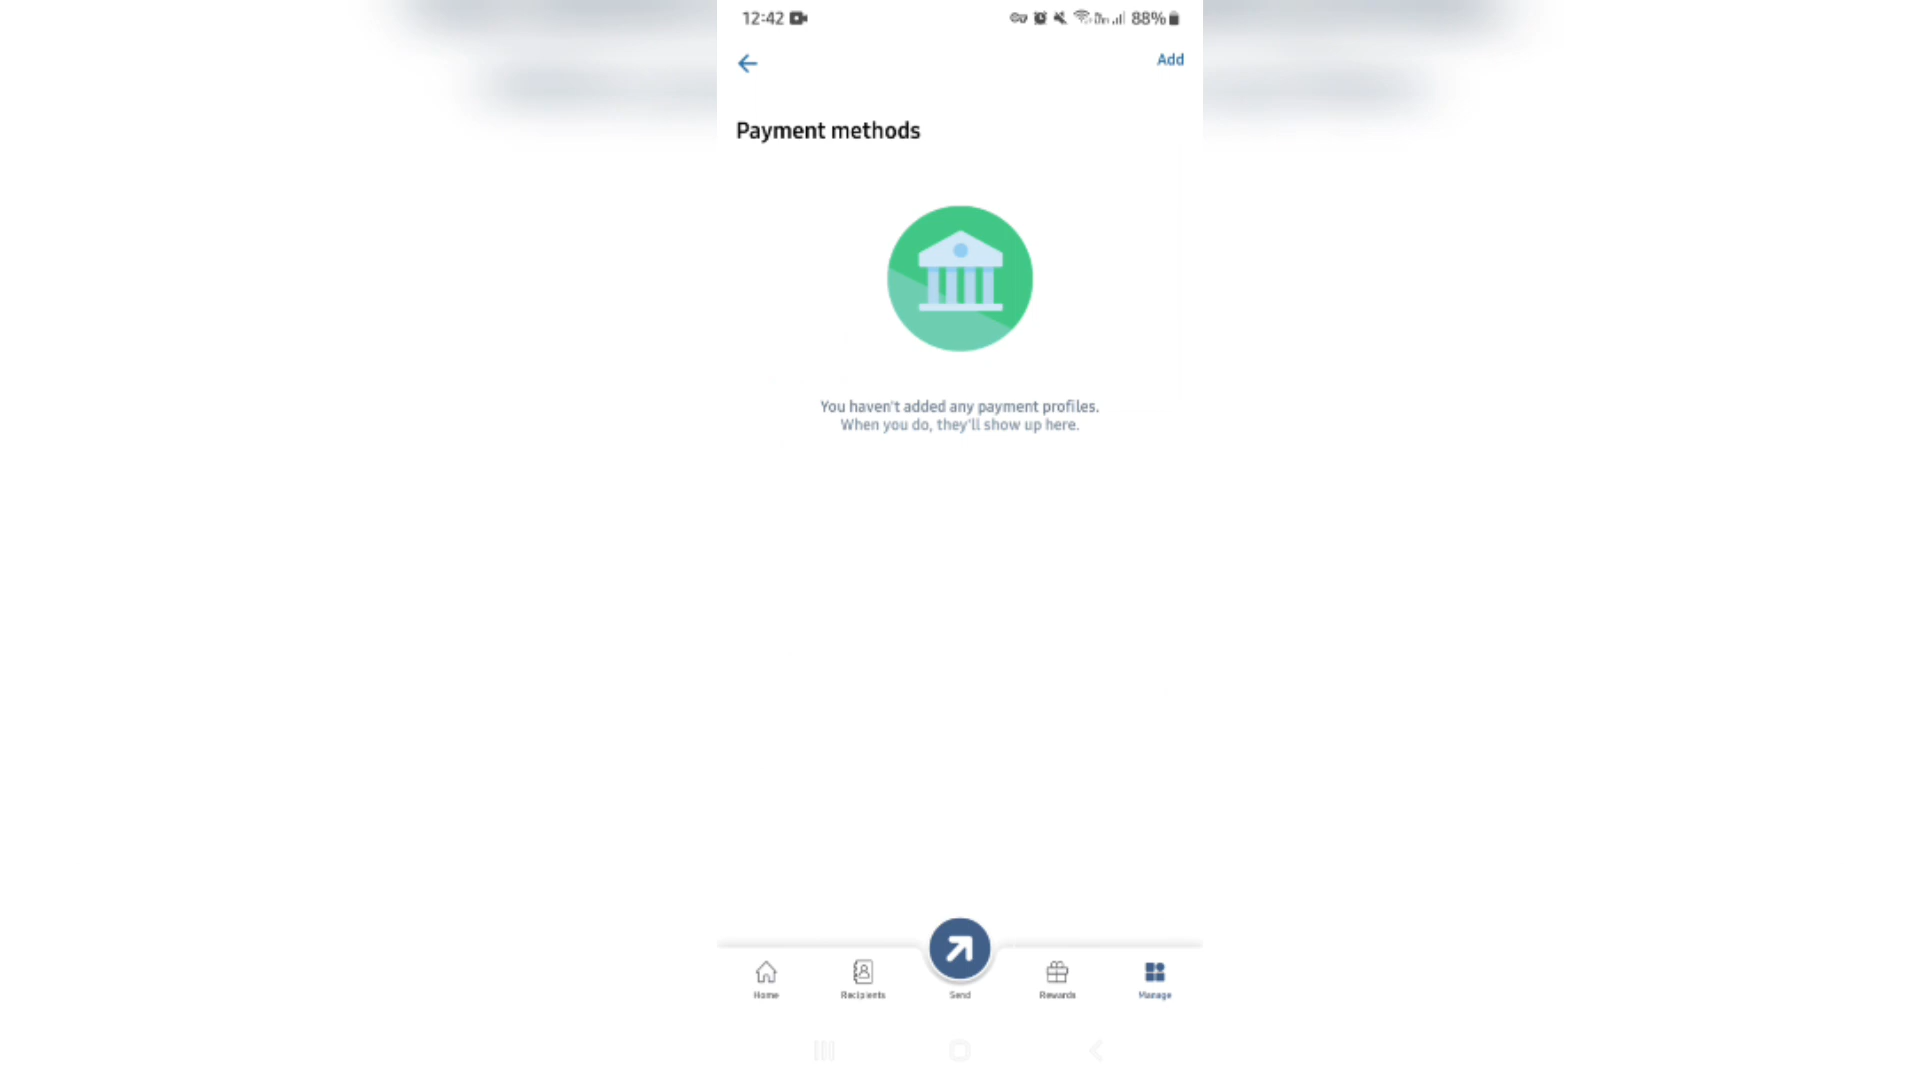 12:42
88%
Add
Payment methods
You haven't added any payment profiles.
When you do, they'll show up here.
Home
Recipients
Send
Rewards
Manage